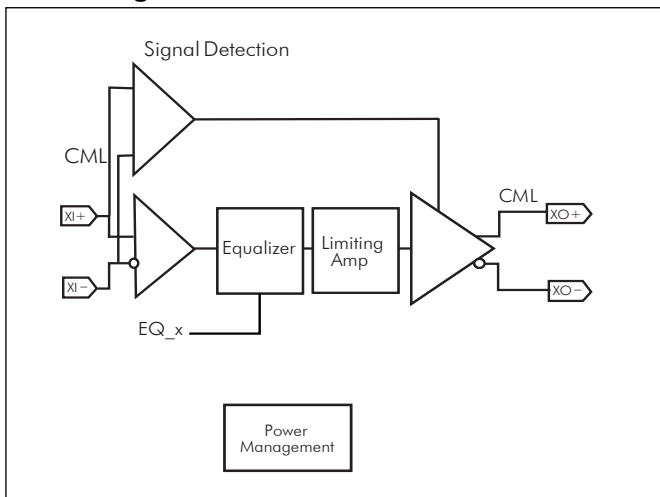 Signal Detection
CML
CML
XI+
XO+
Equalizer
Limiting
Amp
XI−
XO−
EQ_x
Power
Management